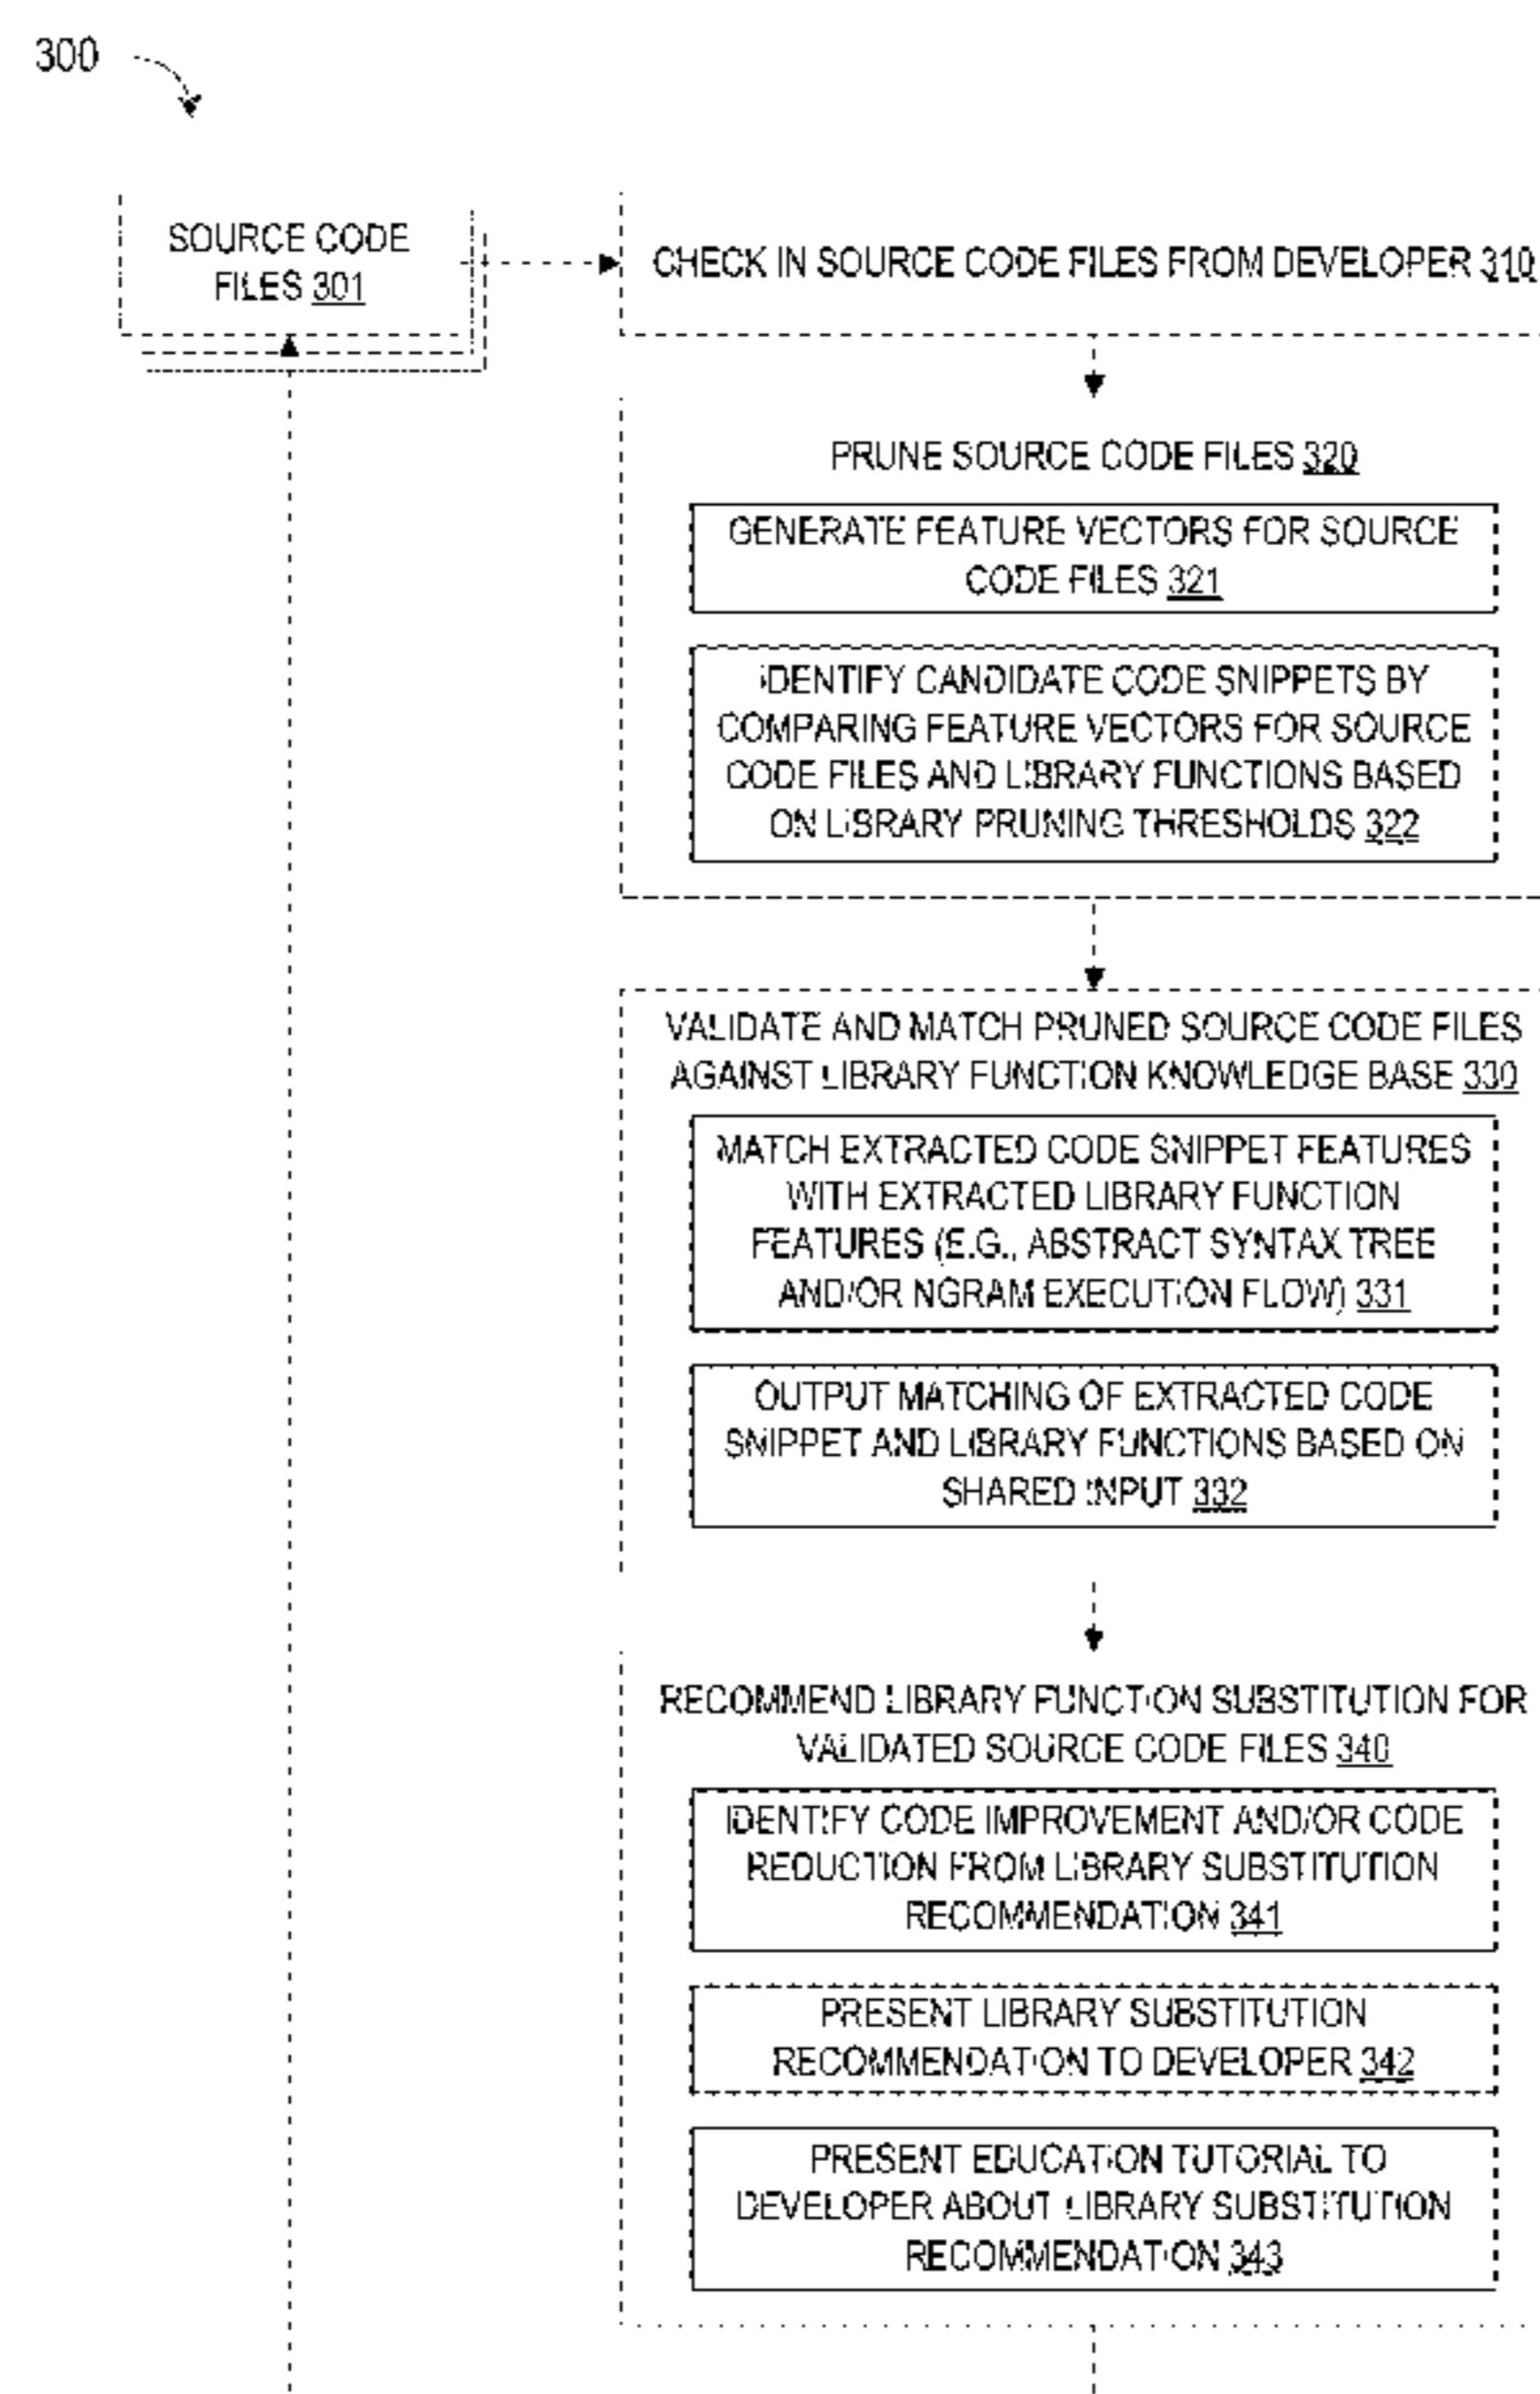 300
SOURCE CODE
FILES 301
CHECK IN SOURCE CODE FILES FROM DEVELOPER 310
PRUNE SOURCE CODE FILES 320
GENERATE FEATURE VECTORS FOR SOURCE
CODE FILES 321
IDENTIFY CANDIDATE CODE SNIPPETS BY
COMPARING FEATURE VECTORS FOR SOURCE
CODE FILES AND LIBRARY FUNCTIONS BASED
ON LIBRARY PRUNING THRESHOLDS 322
VALIDATE AND MATCH PRUNED SOURCE CODE FILES
AGAINST LIBRARY FUNCTION KNOWLEDGE BASE 330
MATCH EXTRACTED CODE SNIPPET FEATURES
WITH EXTRACTED LIBRARY FUNCTION
FEATURES (E.G., ABSTRACT SYNTAX TREE
AND/OR NGRAM EXECUTION FLOW) 331
OUTPUT MATCHING OF EXTRACTED CODE
SNIPPET AND LIBRARY FUNCTIONS BASED ON
SHARED INPUT 332
RECOMMEND LIBRARY FUNCTION SUBSTITUTION FOR
VALIDATED SOURCE CODE FILES 340
IDENTIFY CODE IMPROVEMENT AND/OR CODE
REDUCTION FROM LIBRARY SUBSTITUTION
RECOMMENDATION 341
PRESENT LIBRARY SUBSTITUTION
RECOMMENDATION TO DEVELOPER 342
PRESENT EDUCATION TUTORIAL TO
DEVELOPER ABOUT LIBRARY SUBSTITUTION
RECOMMENDATION 343